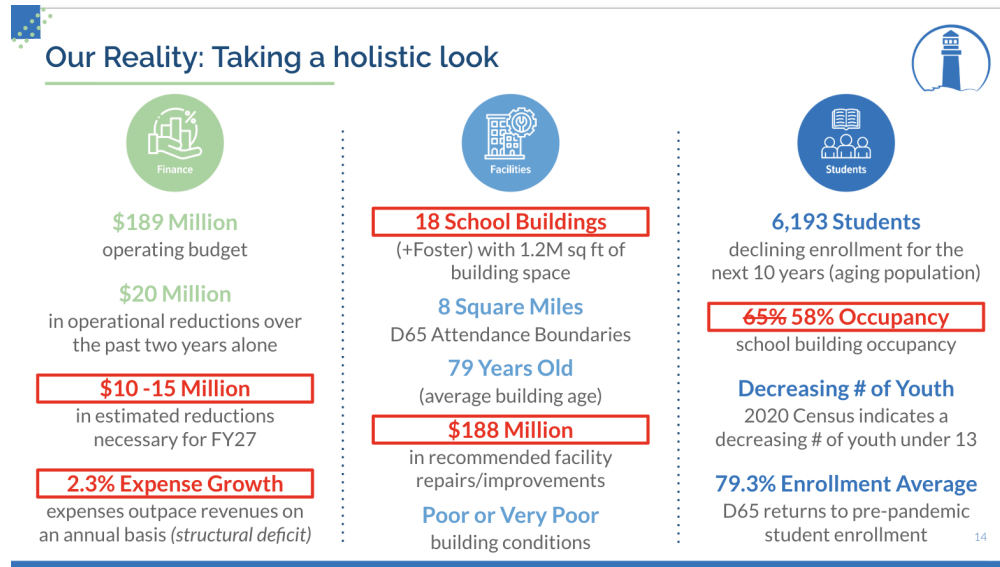 Our Reality: Taking a holistic look
Finance
$189 Million
operating budget
$20 Million
in operational reductions over
the past two years alone
$10 -15 Million
in estimated reductions
necessary for FY27
2.3% Expense Growth
expenses outpace revenues on
an annual basis (structural deficit)
Facilities
18 School Buildings
(+Foster) with 1.2M sq ft of
building space
8 Square Miles
D65 Attendance Boundaries
79 Years Old
(average building age)
$188 Million
in recommended facility
repairs/improvements
Poor or Very Poor
building conditions
Students
6,193 Students
declining enrollment for the
next 10 years (aging population)
65% 58% Occupancy
school building occupancy
Decreasing # of Youth
2020 Census indicates a
decreasing # of youth under 13
79.3% Enrollment Average
D65 returns to pre-pandemic
student enrollment
14